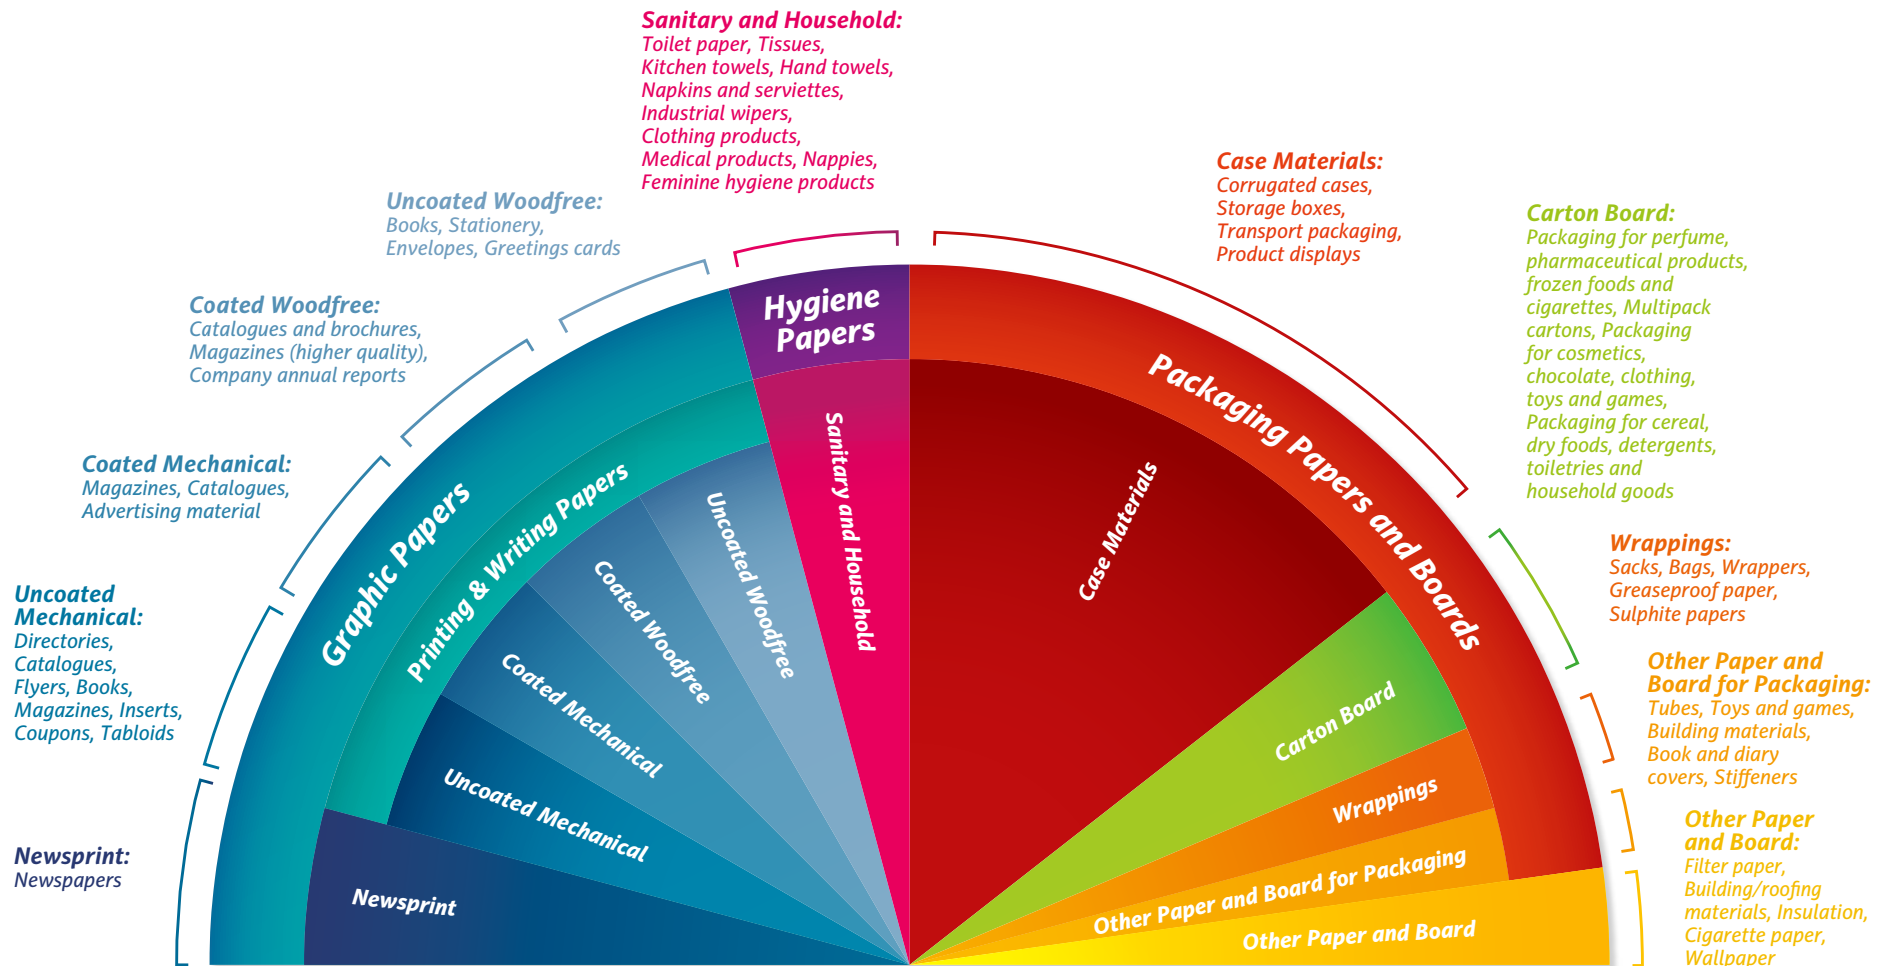 Sanitary and Household:
Toilet paper, Tissues,
Kitchen towels, Hand towels,
Napkins and serviettes,
Industrial wipers,
Clothing products,
Medical products, Nappies,
Feminine hygiene products
Uncoated Woodfree:
Books, Stationery,
Envelopes, Greetings cards
Coated Woodfree:
Catalogues and brochures,
Magazines (higher quality),
Company annual reports
Coated Mechanical:
Magazines, Catalogues,
Advertising material
Uncoated
Mechanical:
Directories,
Catalogues,
Flyers, Books,
Magazines, Inserts,
Coupons, Tabloids
Newsprint:
Newspapers
Case Materials:
Corrugated cases,
Storage boxes,
Transport packaging,
Product displays
Carton Board:
Packaging for perfume,
pharmaceutical products,
frozen foods and
cigarettes, Multipack
cartons, Packaging
for cosmetics,
chocolate, clothing,
toys and games,
Packaging for cereal,
dry foods, detergents,
toiletries and
household goods
Wrappings:
Sacks, Bags, Wrappers,
Greaseproof paper,
Sulphite papers
Other Paper and
Board for Packaging:
Tubes, Toys and games,
Building materials,
Book and diary
covers, Stiffeners
Other Paper
and Board:
Filter paper,
Building/roofing
materials, Insulation,
Cigarette paper,
Wallpaper
Graphic Papers
Printing & Writing Papers
Newsprint
Uncoated Mechanical
Coated Mechanical
Coated Woodfree
Uncoated Woodfree
Hygiene
Papers
Sanitary and Household
Packaging Papers and Boards
Case Materials
Carton Board
Wrappings
Other Paper and Board for Packaging
Other Paper and Board